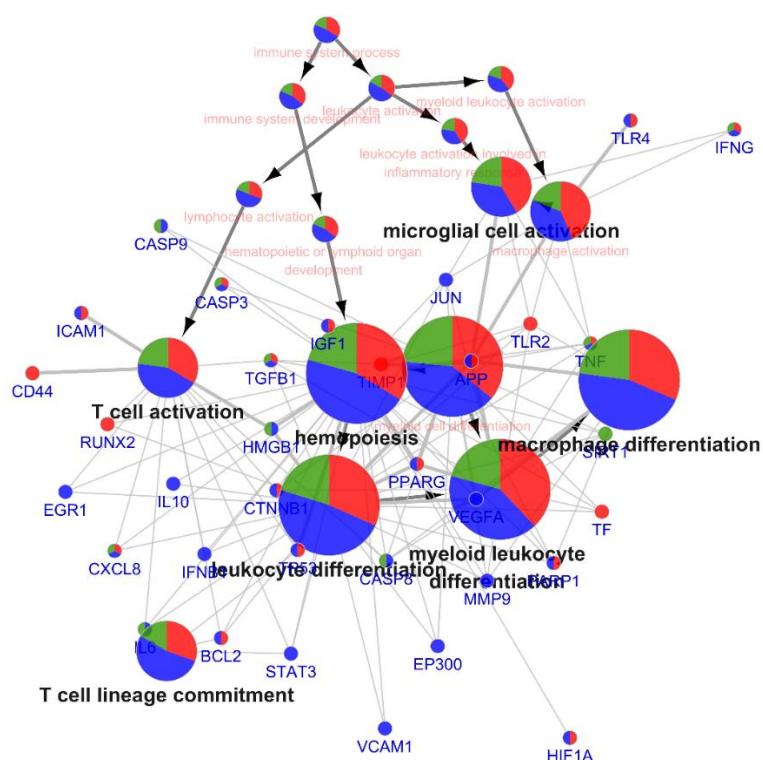 immune system process
leukocyte activation
myeloid leukocyte activation
immune system development
TLR4
IFNG
leukocyte activation involved in
inflammatory response
lymphocyte activation
microglial cell activation
CASP9
hematopoietic or lymphoid organ
development
macrophage activation
CASP3
JUN
ICAM1
IGF1
TLR2
TNF
CD44
TGFB1
TIMP1
APP
T cell activation
RUNX2
hemopoiesis
myeloid cell differentiation
macrophage differentiation
HMGB1
SIRT1
PPARG
EGR1
IL10
CTNNB1
VEGFA
TF
CXCL8
IFNB1
leukocyte differentiation
TP53
CASP8
myeloid leukocyte
differentiation
PARP1
MMP9
IL6
BCL2
STAT3
EP300
T cell lineage commitment
VCAM1
HIF1A